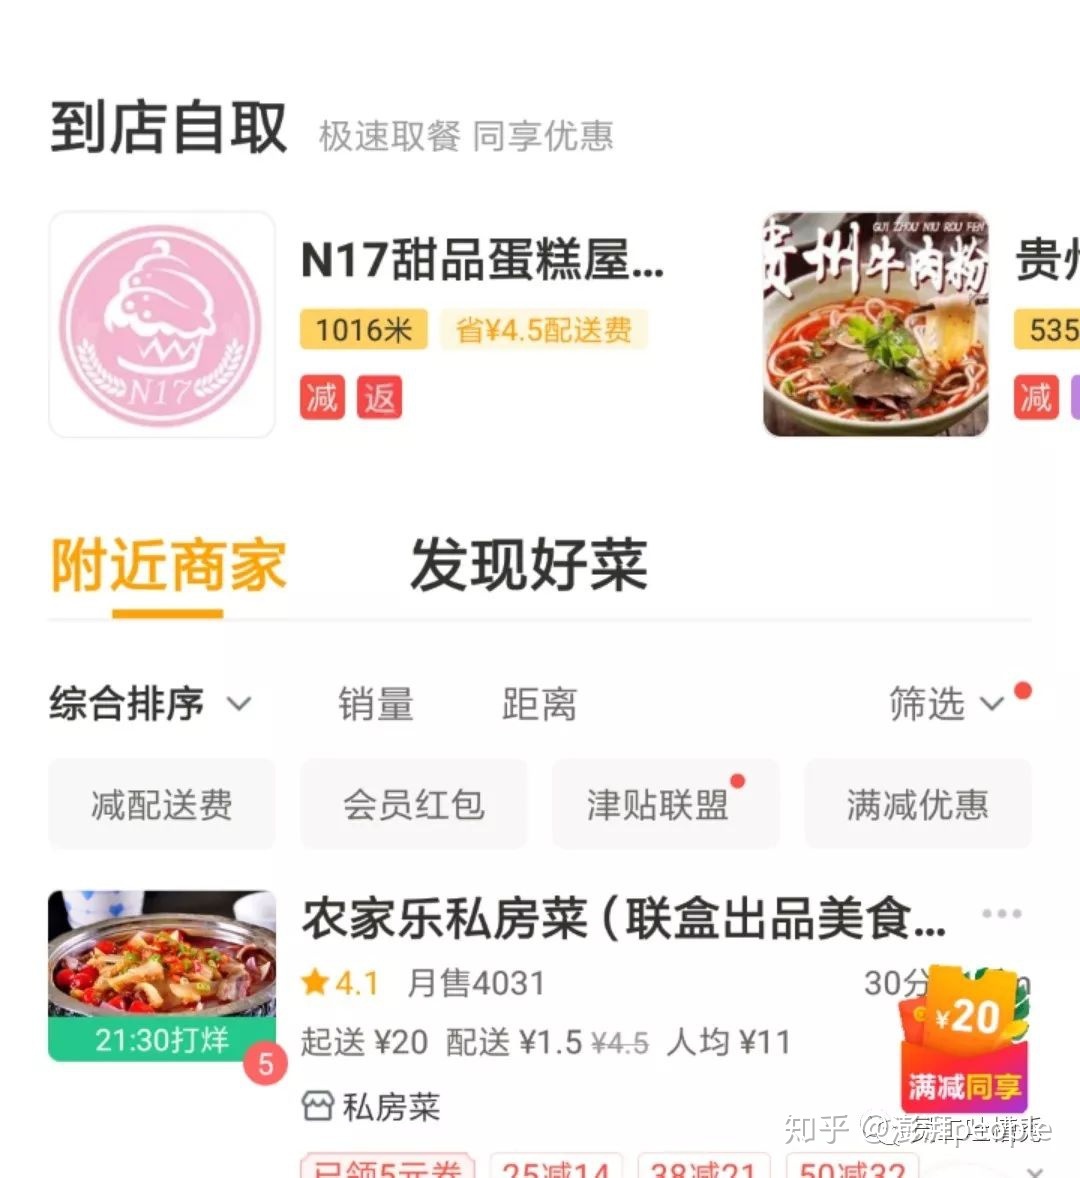 到店自取 极速取餐 同享优惠
N17甜品蛋糕屋...
1016米 省¥4.5配送费
减 返
N17
贵州牛肉粉
GUI ZHOU NIU ROU FEN
贵州
535
减
附近商家 发现好菜
综合排序 销量 距离 筛选
减配送费 会员红包 津贴联盟 满减优惠
农家乐私房菜(联盒出品美食...
4.1 月售4031 30分
起送 ¥20 配送 ¥1.5 ¥4.5 人均 ¥11
21:30打烊
5
私房菜
¥20
满减同享
已领5元券 25减14 38减21 50减32
知乎